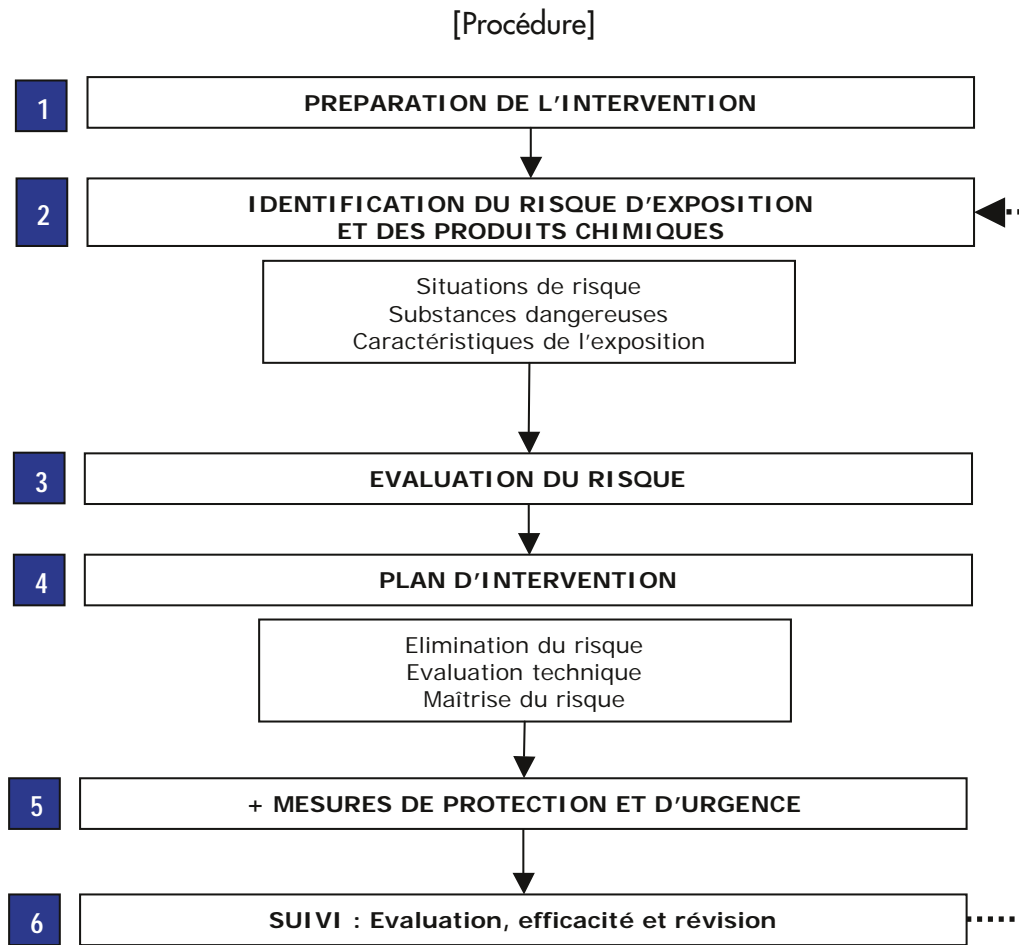 [Procédure]
1
PREPARATION DE L'INTERVENTION
2
IDENTIFICATION DU RISQUE D'EXPOSITION
ET DES PRODUITS CHIMIQUES
Situations de risque
Substances dangereuses
Caractéristiques de l'exposition
3
EVALUATION DU RISQUE
4
PLAN D'INTERVENTION
Elimination du risque
Evaluation technique
Maîtrise du risque
5
+ MESURES DE PROTECTION ET D'URGENCE
6
SUIVI : Evaluation, efficacité et révision